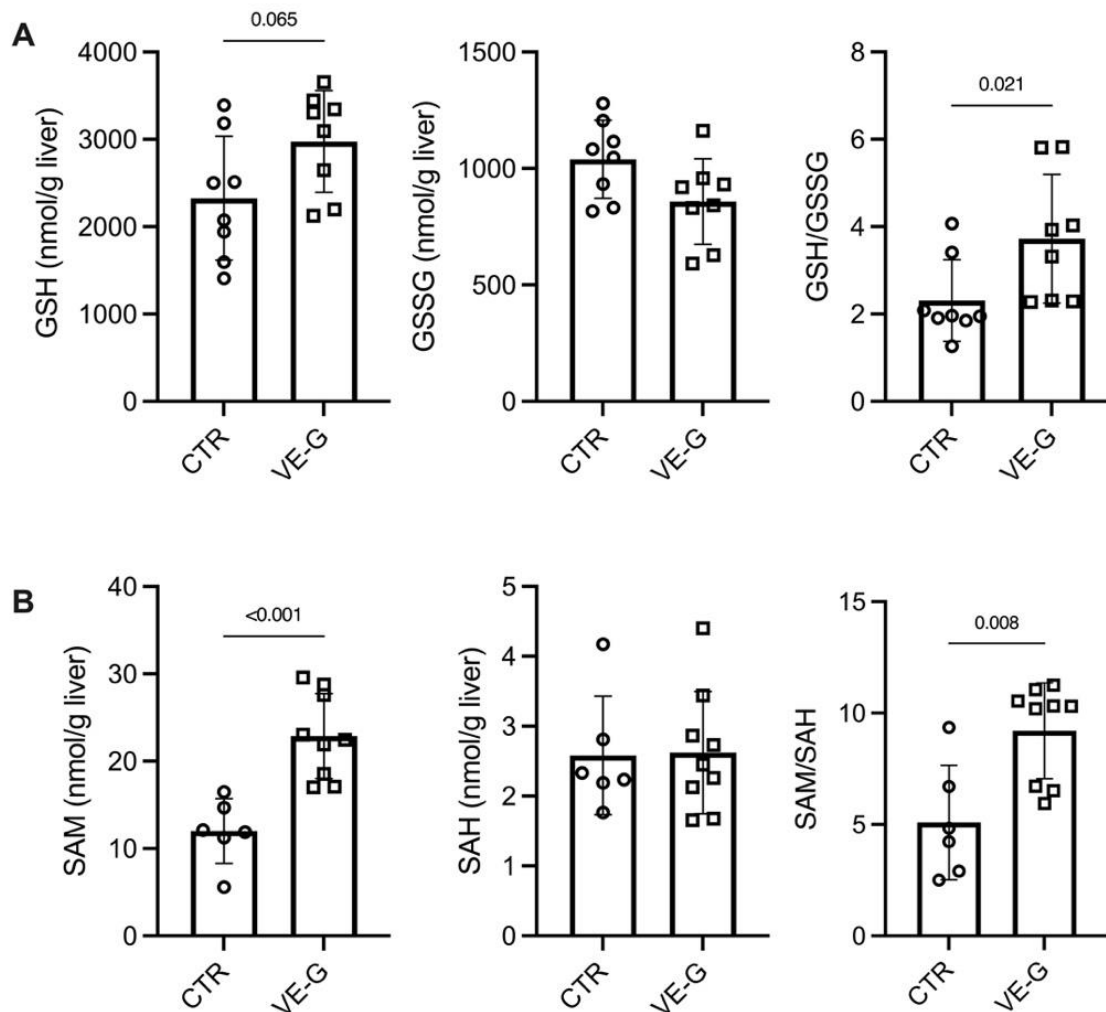 A
GSH (nmol/g liver)
4000
3000
2000
1000
0
0.065
CTR
VE-G
GSSG (nmol/g liver)
1500
1000
500
0
CTR
VE-G
GSH/GSSG
8
6
4
2
0
0.021
CTR
VE-G
B
SAM (nmol/g liver)
40
30
20
10
0
<0.001
CTR
VE-G
SAH (nmol/g liver)
5
4
3
2
1
0
CTR
VE-G
SAM/SAH
15
10
5
0
0.008
CTR
VE-G